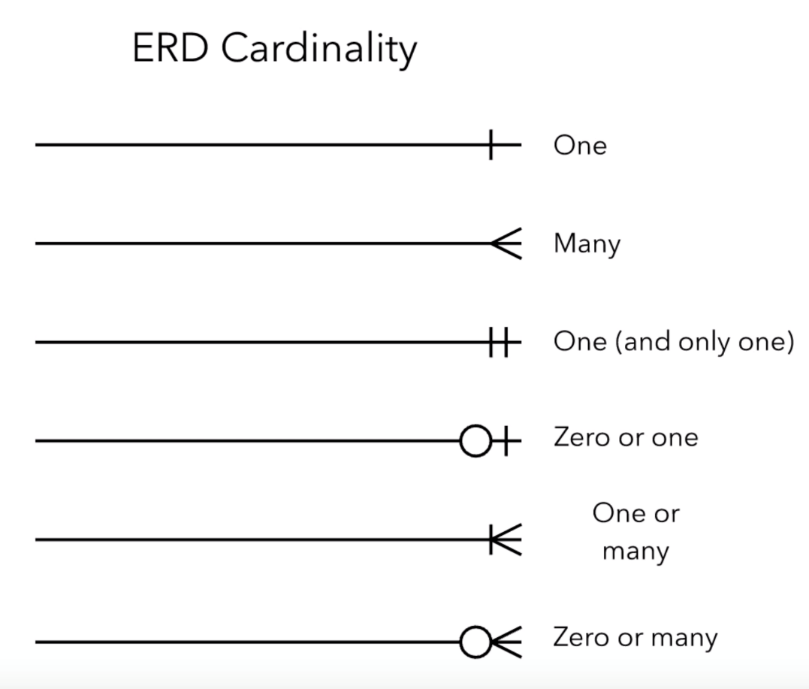 ERD Cardinality
One
Many
One (and only one)
Zero or one
One or
many
Zero or many